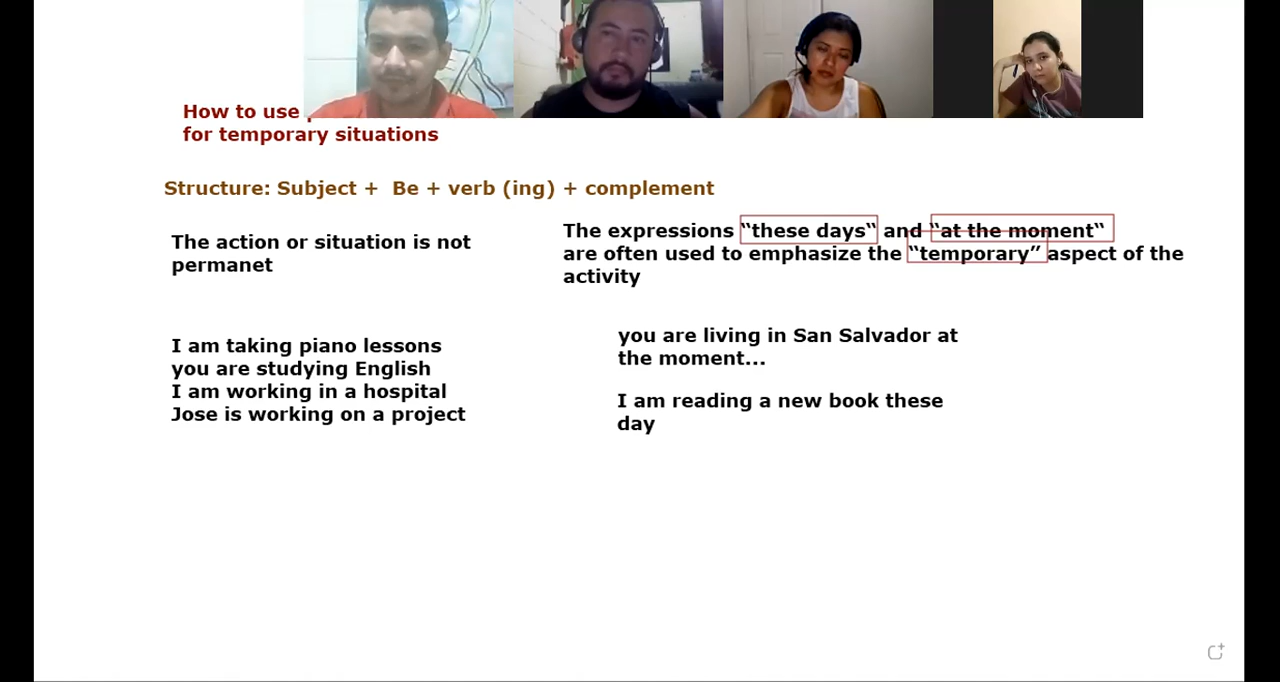 How to use
for temporary situations
Structure: Subject + Be + verb (ing) + complement
The action or situation is not
permanet
The expressions “these days“ and “at the moment“
are often used to emphasize the “temporary” aspect of the
activity
I am taking piano lessons
you are studying English
I am working in a hospital
Jose is working on a project
you are living in San Salvador at
the moment...
I am reading a new book these
day